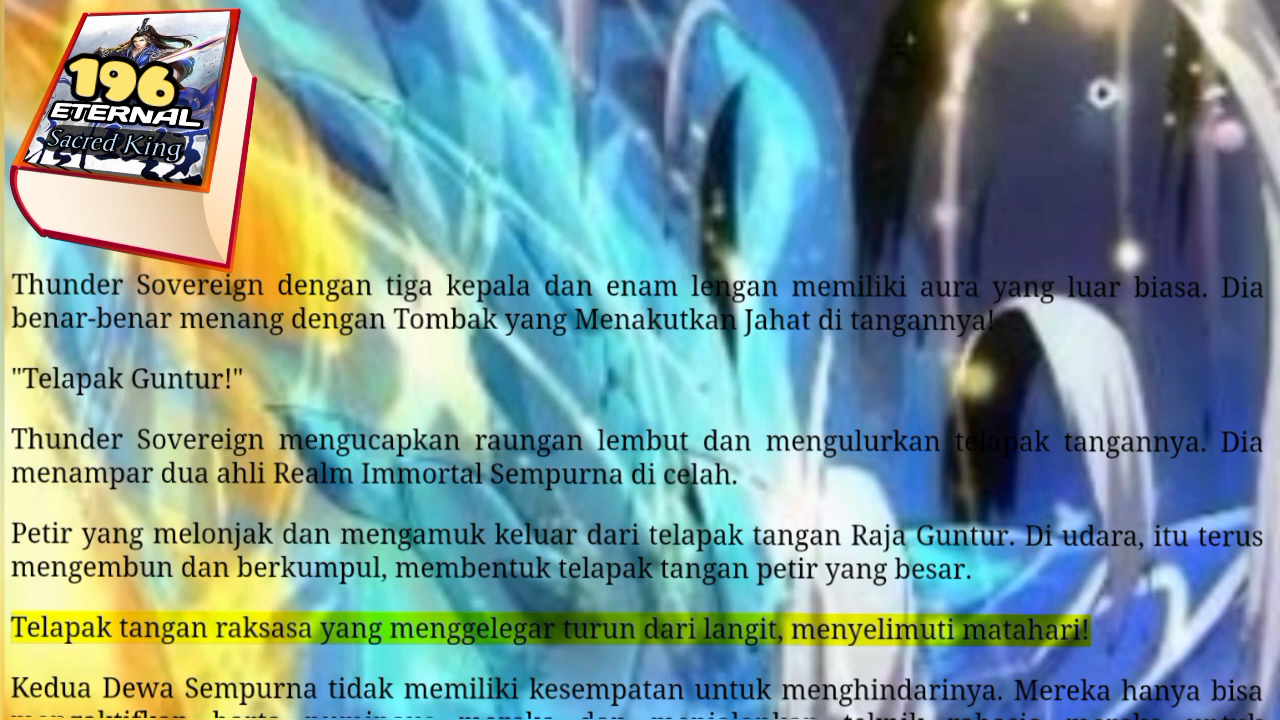 196
ETERNAL
Sacred King
Thunder Sovereign dengan tiga kepala dan enam lengan memiliki aura yang luar biasa. Dia
benar-benar menang dengan Tombak yang Menakutkan Jahat di tangannya!
"Telapak Guntur!"
Thunder Sovereign mengucapkan raungan lembut dan mengulurkan telapak tangannya. Dia
menampar dua ahli Realm Immortal Sempurna di celah.
Petir yang melonjak dan mengamuk keluar dari telapak tangan Raja Guntur. Di udara, itu terus
mengembun dan berkumpul, membentuk telapak tangan petir yang besar.
Telapak tangan raksasa yang menggelegar turun dari langit, menyelimuti matahari!
Kedua Dewa Sempurna tidak memiliki kesempatan untuk menghindarinya. Mereka hanya bisa